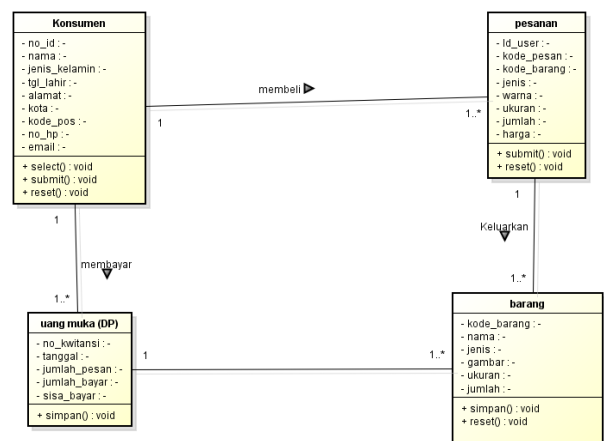 Konsumen
- no_id : -
- nama : -
- jenis_kelamin : -
- tgl_lahir : -
- alamat : -
- kota : -
- kode_pos : -
- no_hp : -
- email : -
+ select() : void
+ submit() : void
+ reset() : void
pesanan
- Id_user : -
- kode_pesan : -
- kode_barang : -
- jenis : -
- warna : -
- ukuran : -
- jumlah : -
- harga : -
+ submit() : void
+ reset() : void
membeli
1
1..*
1
membayar
1..*
1
Keluarkan
1..*
uang muka (DP)
- no_kwitansi : -
- tanggal : -
- jumlah_pesan : -
- jumlah_bayar : -
- sisa_bayar : -
+ simpan() : void
1
1..*
barang
- kode_barang : -
- nama : -
- jenis : -
- gambar : -
- ukuran : -
- jumlah : -
+ simpan() : void
+ reset() : void